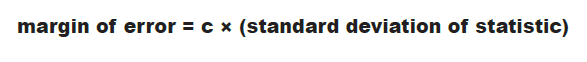 margin of error = c × (standard deviation of statistic)